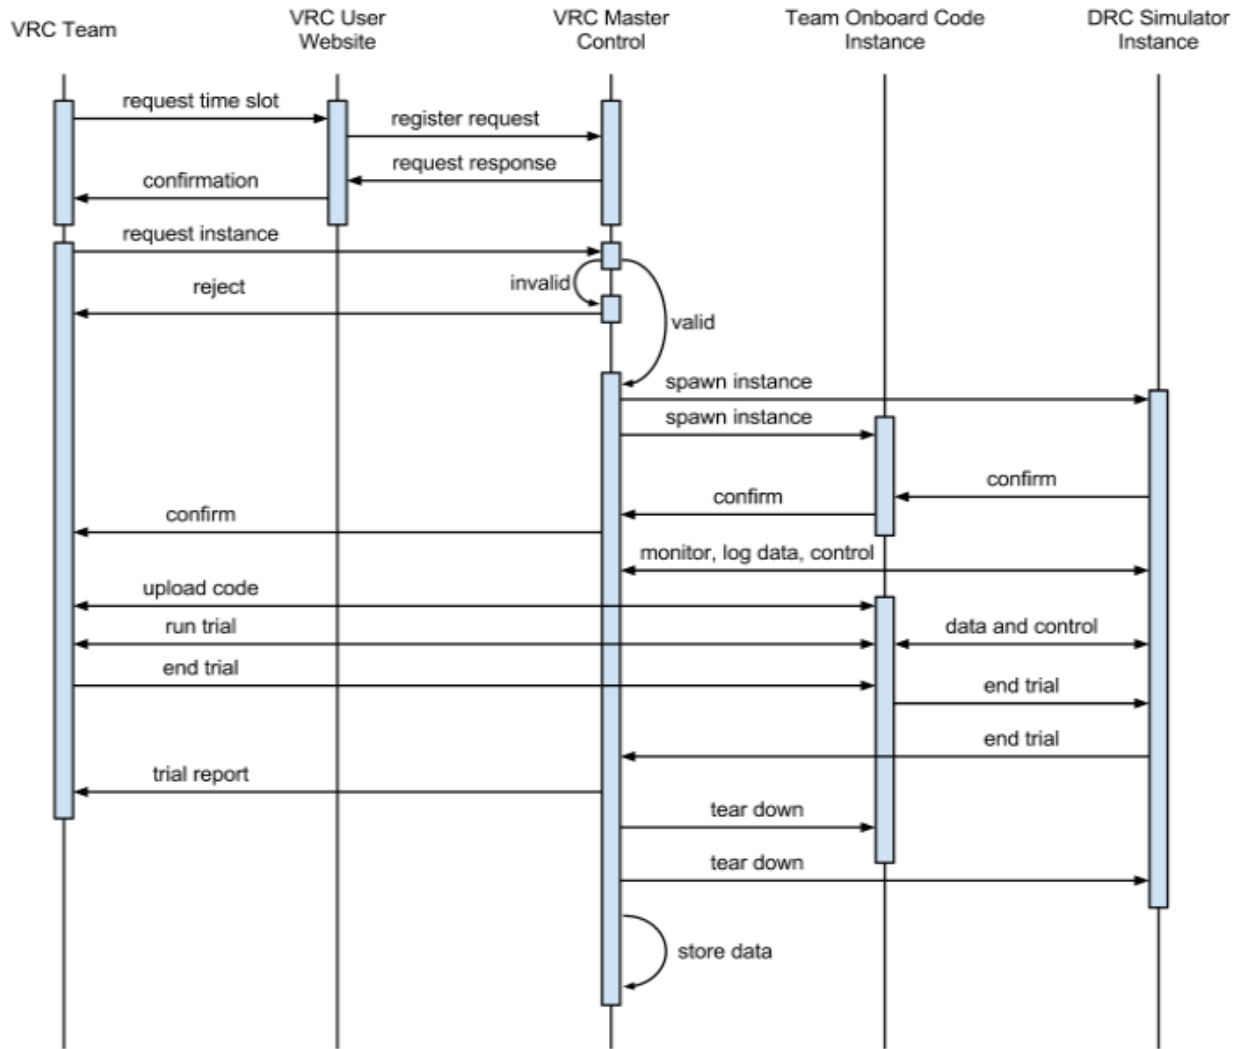 VRC Team
VRC User
Website
VRC Master
Control
Team Onboard Code
Instance
DRC Simulator
Instance
request time slot
register request
request response
confirmation
request instance
invalid
reject
valid
spawn instance
spawn instance
confirm
confirm
confirm
monitor, log data, control
upload code
run trial
data and control
end trial
end trial
end trial
trial report
tear down
tear down
store data